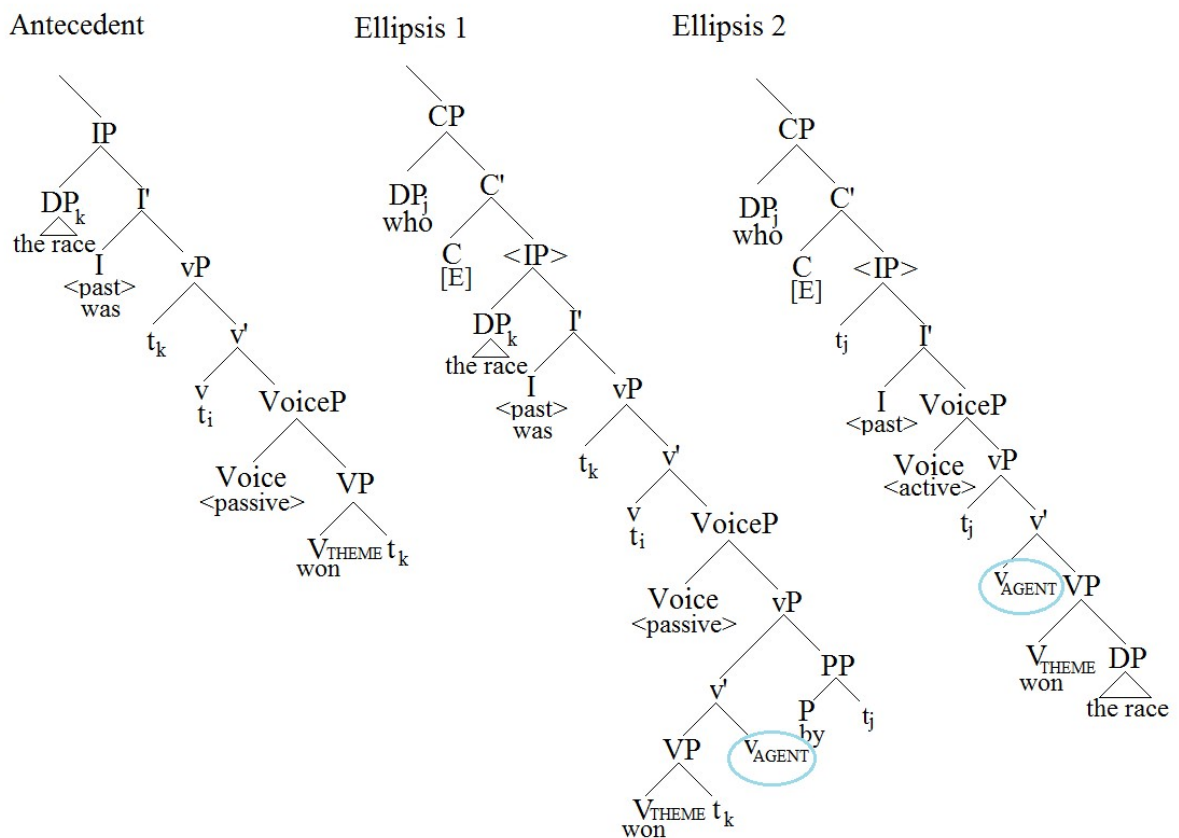 Antecedent
IP
DPk
the race
I'
I
<past>
was
vP
tk
v'
v
ti
VoiceP
Voice
<passive>
VP
VTHEME
won
tk
Ellipsis 1
CP
DPj
who
C'
C
[E]
<IP>
DPk
the race
I'
I
<past>
was
vP
tk
v'
v
ti
VoiceP
Voice
<passive>
vP
v'
PP
P
by
tj
VP
vAGENT
VTHEME
won
tk
Ellipsis 2
CP
DPj
who
C'
C
[E]
<IP>
tj
I'
I
<past>
VoiceP
Voice
<active>
vP
tj
v'
vAGENT
VP
VTHEME
won
DP
the race